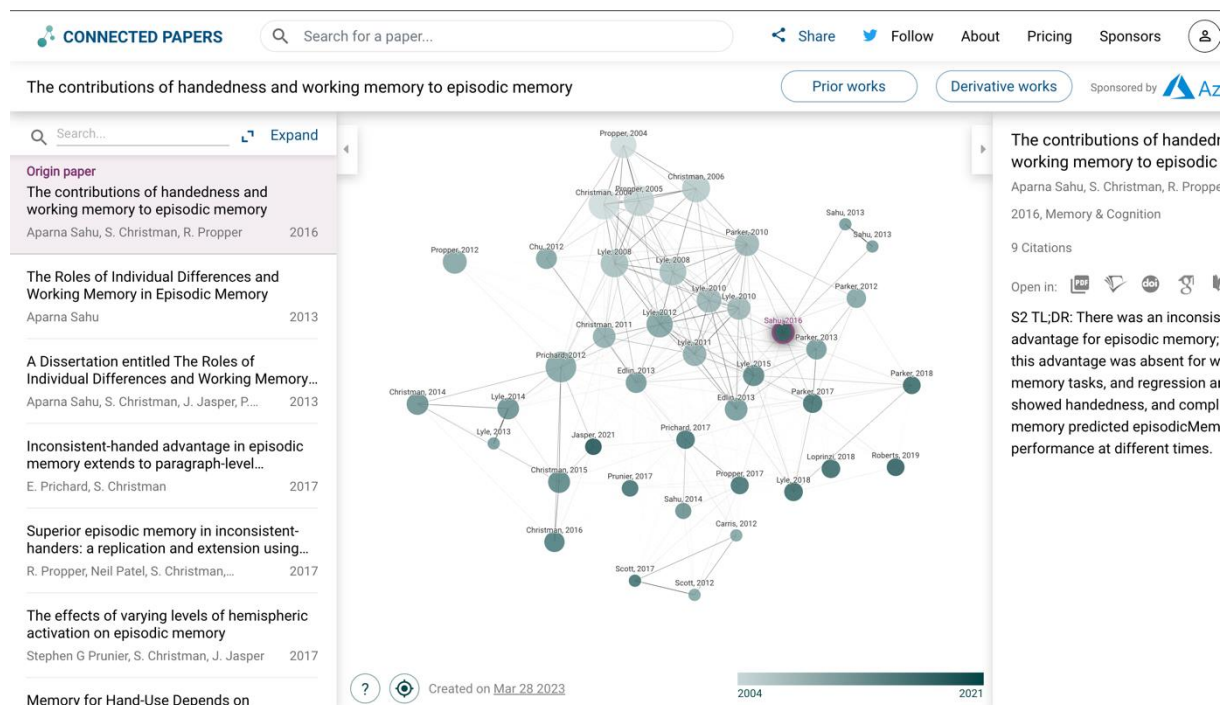 CONNECTED PAPERS
Search for a paper...
Share
Follow
About
Pricing
Sponsors
The contributions of handedness and working memory to episodic memory
Prior works
Derivative works
Sponsored by
Az
Search...
Expand
Origin paper
The contributions of handedness and
working memory to episodic memory
Aparna Sahu, S. Christman, R. Propper 2016
The Roles of Individual Differences and
Working Memory in Episodic Memory
Aparna Sahu 2013
A Dissertation entitled The Roles of
Individual Differences and Working Memory...
Aparna Sahu, S. Christman, J. Jasper, P.... 2013
Inconsistent-handed advantage in episodic
memory extends to paragraph-level...
E. Prichard, S. Christman 2017
Superior episodic memory in inconsistent-
handers: a replication and extension using...
R. Propper, Neil Patel, S. Christman,... 2017
The effects of varying levels of hemispheric
activation on episodic memory
Stephen G Prunier, S. Christman, J. Jasper 2017
Memory for Hand-Use Depends on
Propper, 2004
Christman, 2006
Christman, 2004
Propper, 2005
Sahu, 2013
Parker, 2010
Sahu, 2013
Propper, 2012
Chu, 2012
Lyle, 2008
Lyle, 2008
Parker, 2012
Lyle, 2010
Lyle, 2010
Lyle, 2012
Sahu, 2016
Christman, 2011
Parker, 2013
Lyle, 2011
Prichard, 2012
Lyle, 2015
Edlin, 2013
Parker, 2018
Christman, 2014
Parker, 2017
Lyle, 2014
Edlin, 2013
Lyle, 2013
Prichard, 2017
Jasper, 2021
Loprinzi, 2018
Roberts, 2019
Christman, 2015
Prunier, 2017
Propper, 2017
Lyle, 2018
Sahu, 2014
Christman, 2016
Carris, 2012
Scott, 2017
Scott, 2012
?
Created on Mar 28 2023
2004
2021
The contributions of handedr
working memory to episodic
Aparna Sahu, S. Christman, R. Proppe
2016, Memory & Cognition
9 Citations
Open in:
PDF
doi
S2 TL;DR: There was an inconsis
advantage for episodic memory;
this advantage was absent for w
memory tasks, and regression ar
showed handedness, and compl
memory predicted episodicMem
performance at different times.